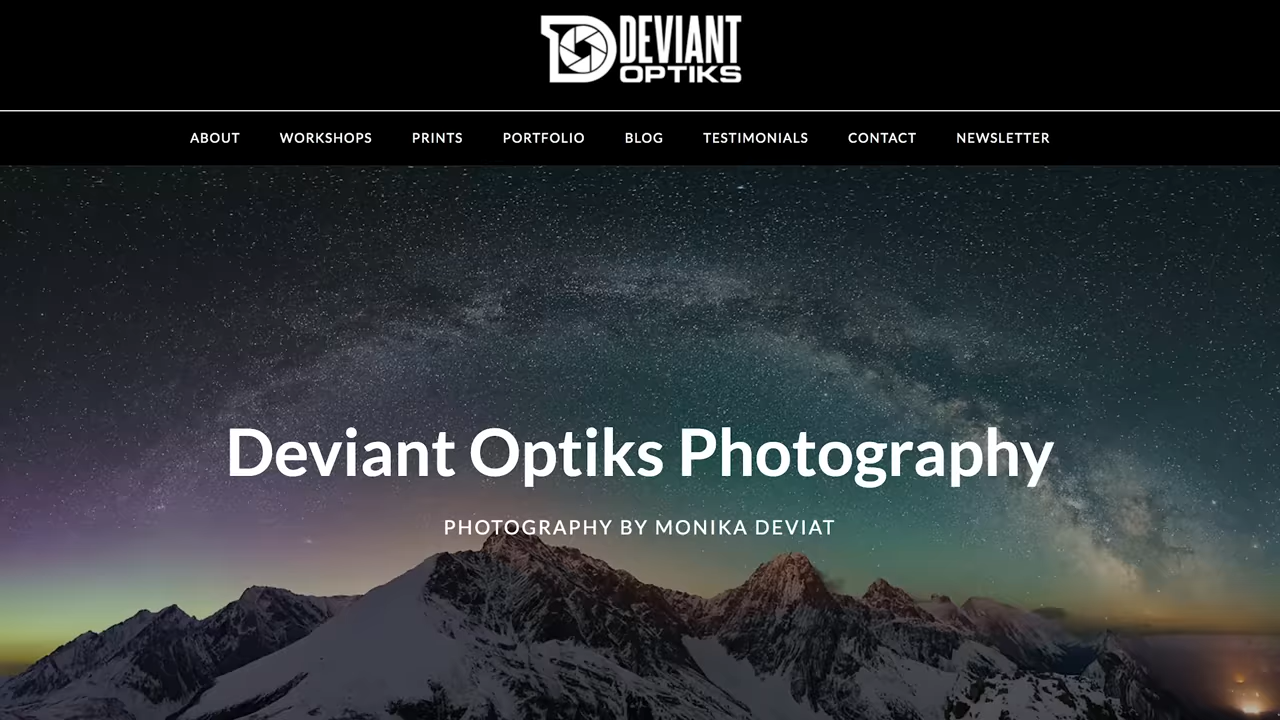 DEVIANT
OPTIKS
ABOUT WORKSHOPS PRINTS PORTFOLIO BLOG TESTIMONIALS CONTACT NEWSLETTER
Deviant Optiks Photography
PHOTOGRAPHY BY MONIKA DEVIAT